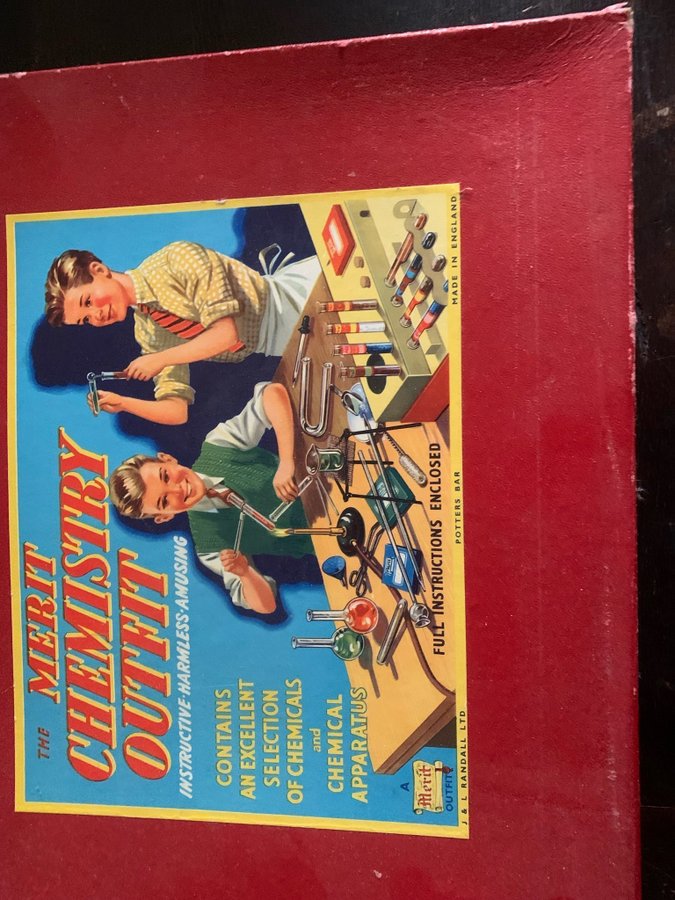 THE
MERIT
CHEMISTRY
OUTFIT
INSTRUCTIVE·HARMLESS·AMUSING
CONTAINS
AN EXCELLENT
SELECTION
OF CHEMICALS
and
CHEMICAL
APPARATUS
FULL INSTRUCTIONS ENCLOSED
A
Merit
OUTFIT
J & L RANDALL LTD
POTTERS BAR
MADE IN ENGLAND